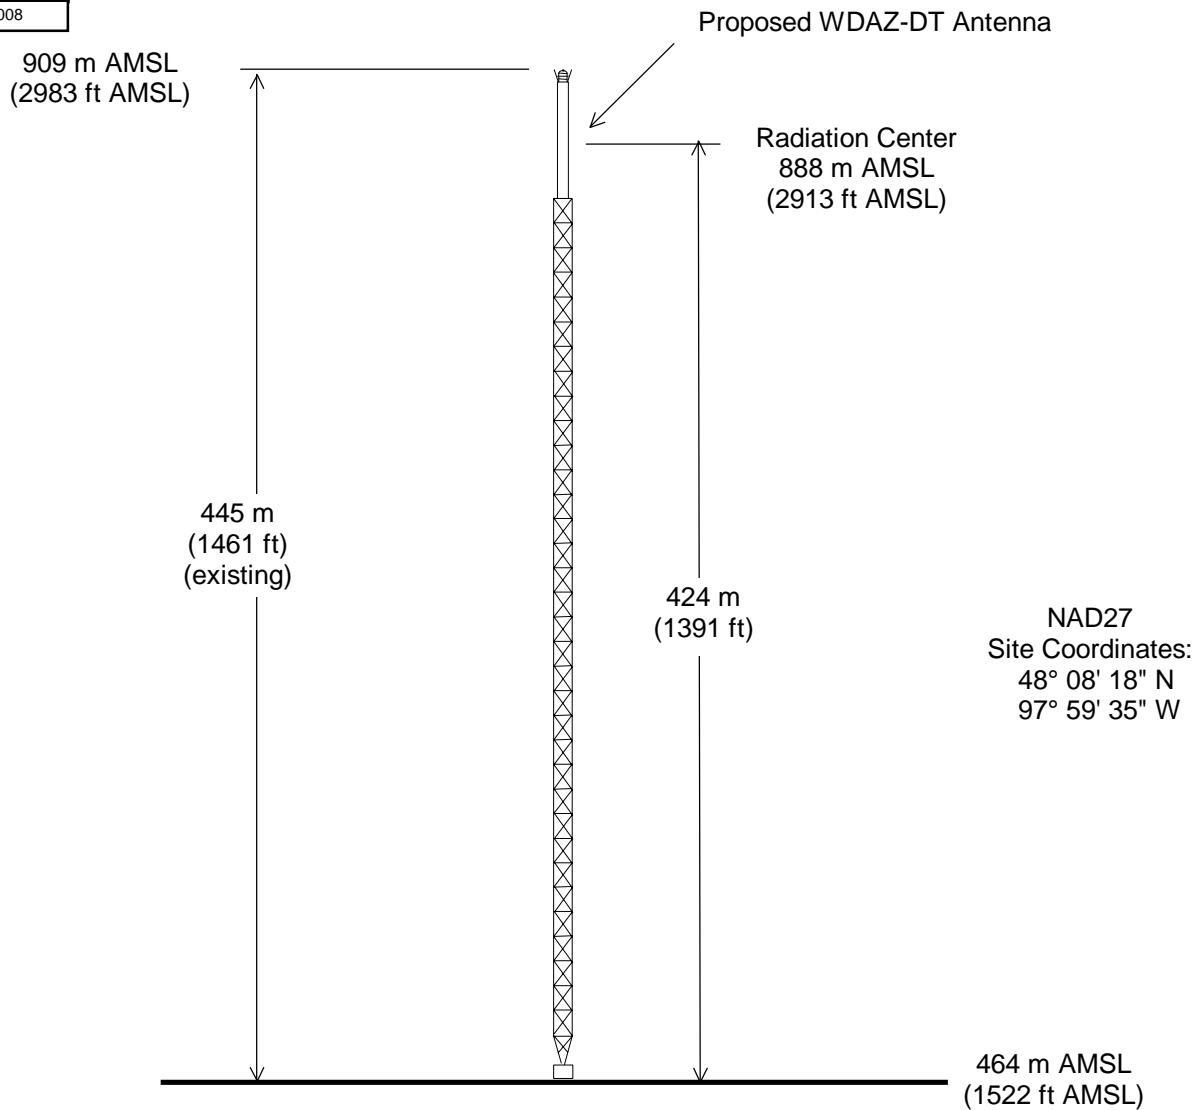 008
Proposed WDAZ-DT Antenna
909 m AMSL
(2983 ft AMSL)
Radiation Center
888 m AMSL
(2913 ft AMSL)
445 m
(1461 ft)
(existing)
424 m
(1391 ft)
NAD27
Site Coordinates:
48° 08' 18" N
97° 59' 35" W
464 m AMSL
(1522 ft AMSL)